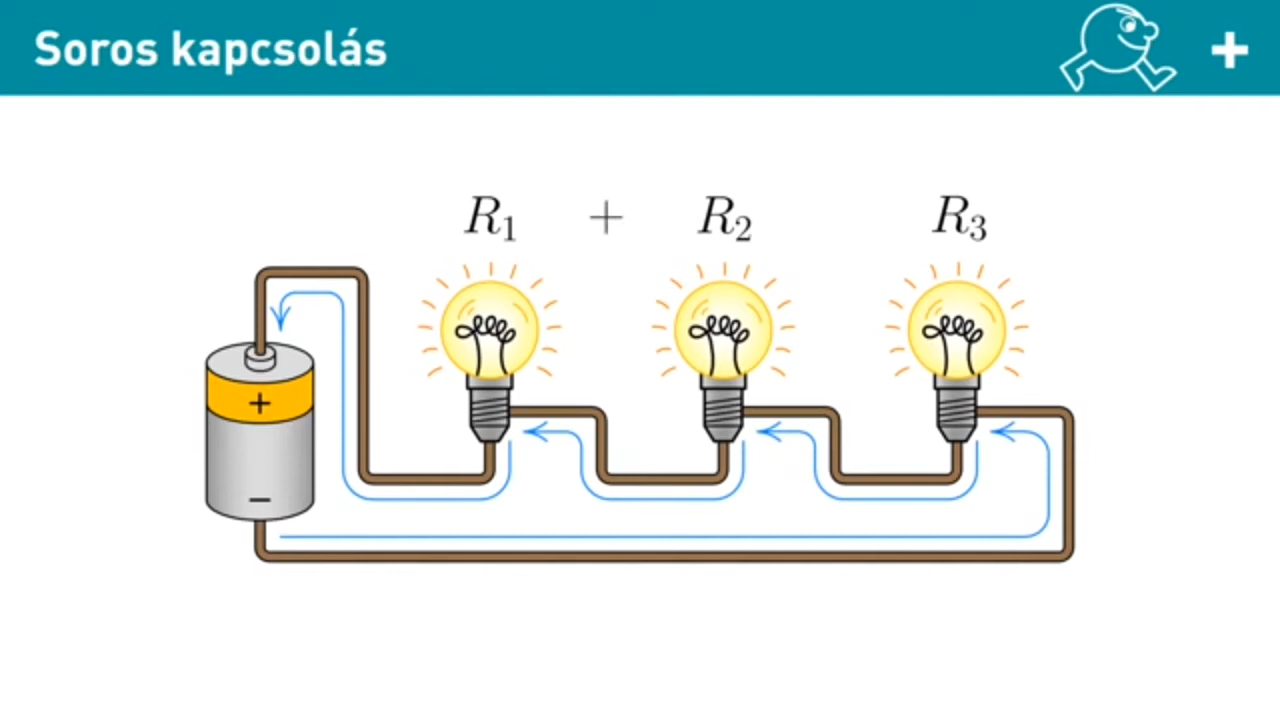 Soros kapcsolás
+
R₁ + R₂ R₃
+
−